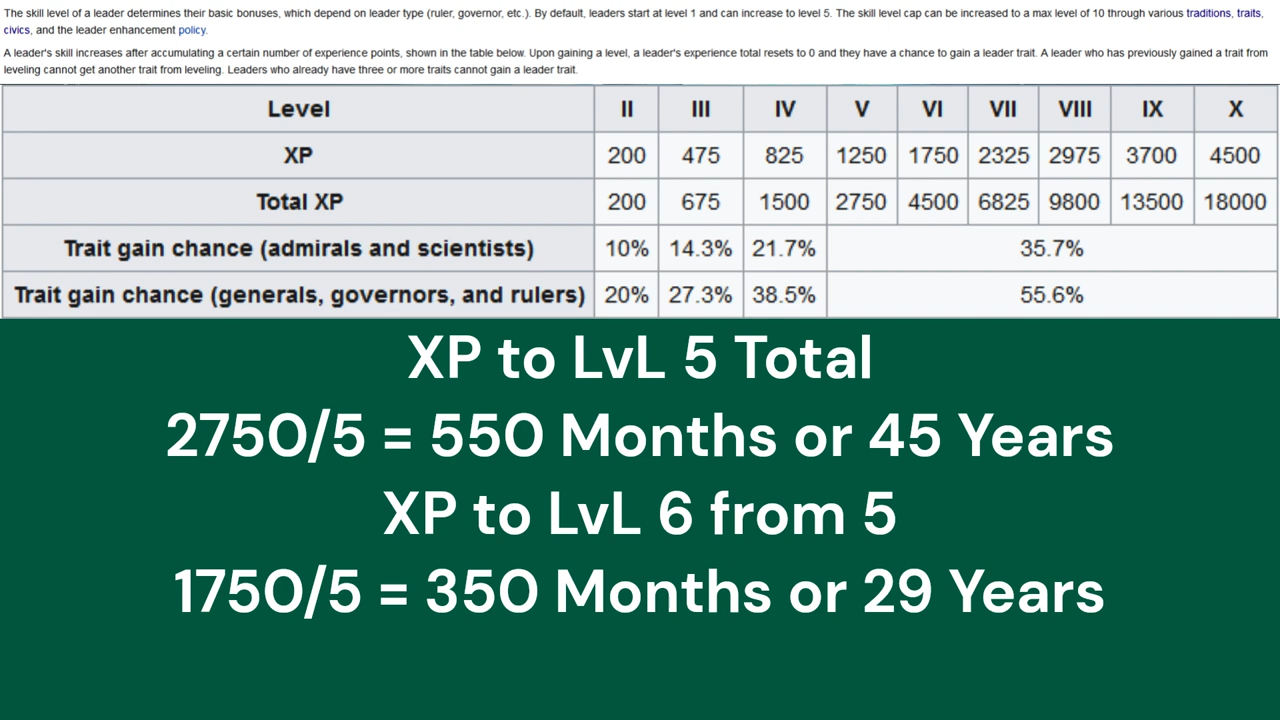 The skill level of a leader determines their basic bonuses, which depend on leader type (ruler, governor, etc.). By default, leaders start at level 1 and can increase to level 5. The skill level cap can be increased to a max level of 10 through various traditions, traits,
civics, and the leader enhancement policy.
A leader's skill increases after accumulating a certain number of experience points, shown in the table below. Upon gaining a level, a leader's experience total resets to 0 and they have a chance to gain a leader trait. A leader who has previously gained a trait from
leveling cannot get another trait from leveling. Leaders who already have three or more traits cannot gain a leader trait.
Level II III IV V VI VII VIII IX X
XP 200 475 825 1250 1750 2325 2975 3700 4500
Total XP 200 675 1500 2750 4500 6825 9800 13500 18000
Trait gain chance (admirals and scientists) 10% 14.3% 21.7% 35.7%
Trait gain chance (generals, governors, and rulers) 20% 27.3% 38.5% 55.6%
XP to LvL 5 Total
2750/5 = 550 Months or 45 Years
XP to LvL 6 from 5
1750/5 = 350 Months or 29 Years